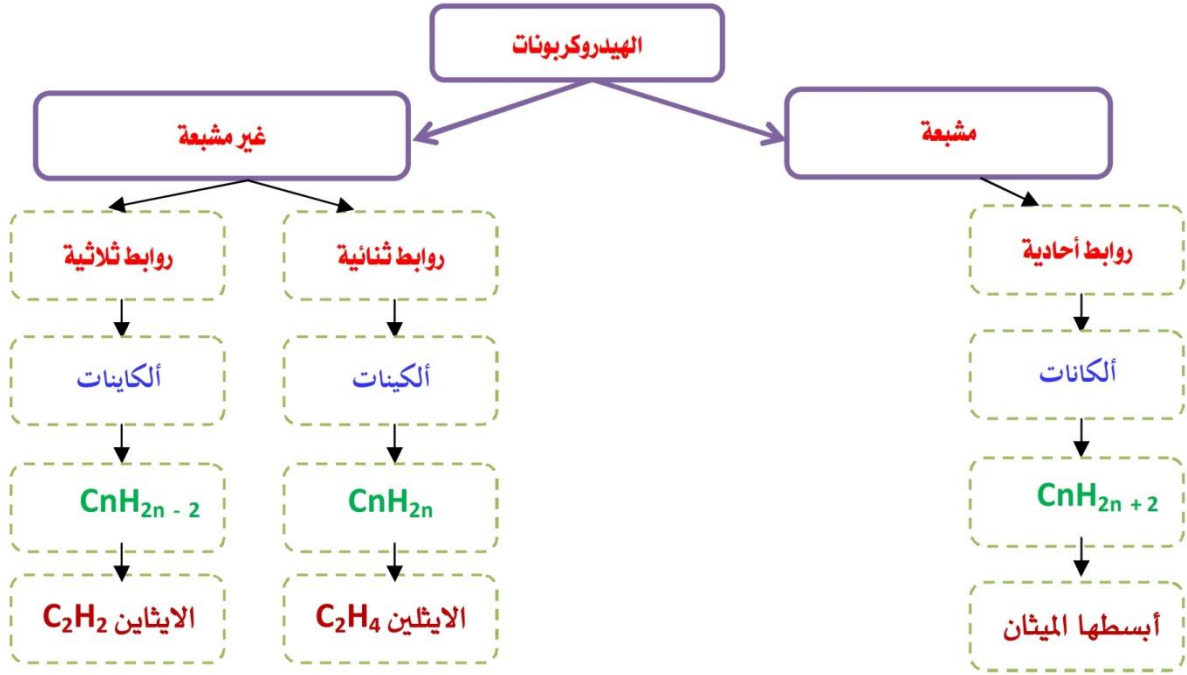 الهيدروكربونات
مشبعة
غير مشبعة
روابط أحادية
روابط ثنائية
روابط ثلاثية
ألكانات
ألكينات
ألكاينات
CnH₂ₙ ₊ ₂
CnH₂ₙ
CnH₂ₙ ₋ ₂
أبسطها الميثان
الايثلين C₂H₄
الايثاين C₂H₂